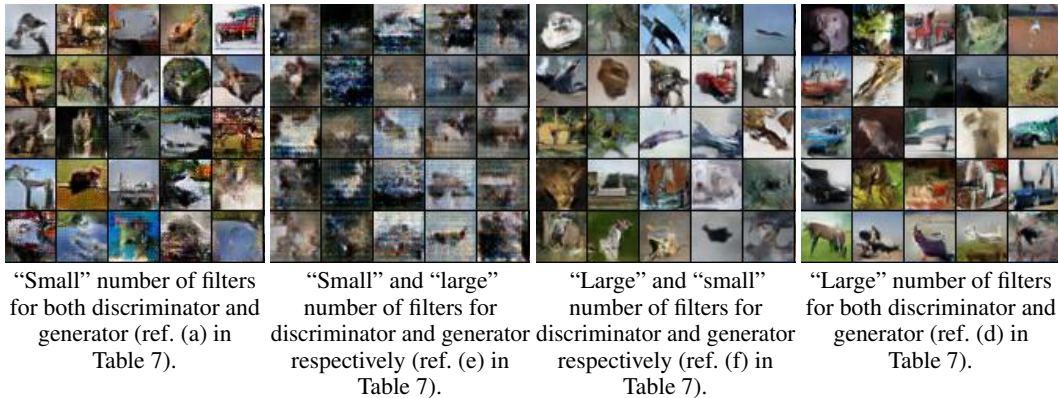 “Small” number of filters
for both discriminator and
generator (ref. (a) in
Table 7).
“Small” and “large”
number of filters for
discriminator and generator
respectively (ref. (e) in
Table 7).
“Large” and “small”
number of filters for
discriminator and generator
respectively (ref. (f) in
Table 7).
“Large” number of filters
for both discriminator and
generator (ref. (d) in
Table 7).